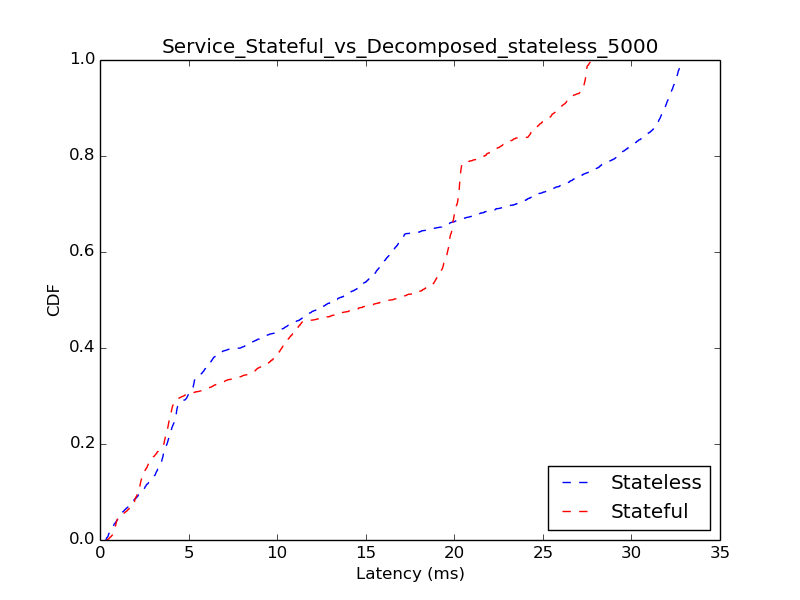 Service_Stateful_vs_Decomposed_stateless_5000
1.0
0.8
0.6
0.4
0.2
0.0
CDF
0 5 10 15 20 25 30 35
Latency (ms)
Stateless
Stateful